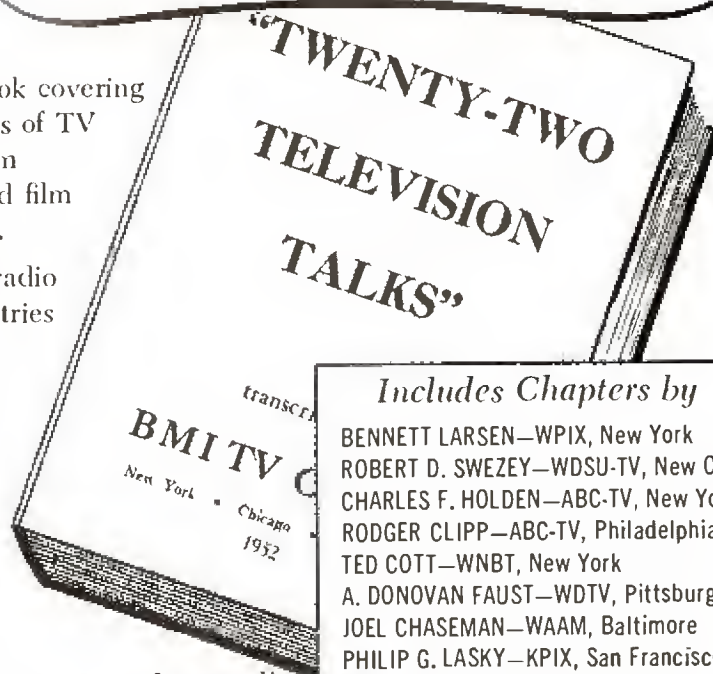 ok covering
s of TV
n
d film
adio
tries
"TWENTY-TWO
TELEVISION
TALKS"
BMI TV
New York • Chicago •
1952
Includes Chapters by
BENNETT LARSEN—WPIX, New York
ROBERT D. SWEZEY—WDSU-TV, New O
CHARLES F. HOLDEN—ABC-TV, New Yo
RODGER CLIPP—ABC-TV, Philadelphia
TED COTT—WNBT, New York
A. DONOVAN FAUST—WDTV, Pittsburg
JOEL CHASEMAN—WAAM, Baltimore
PHILIP G. LASKY—KPIX, San Francisc